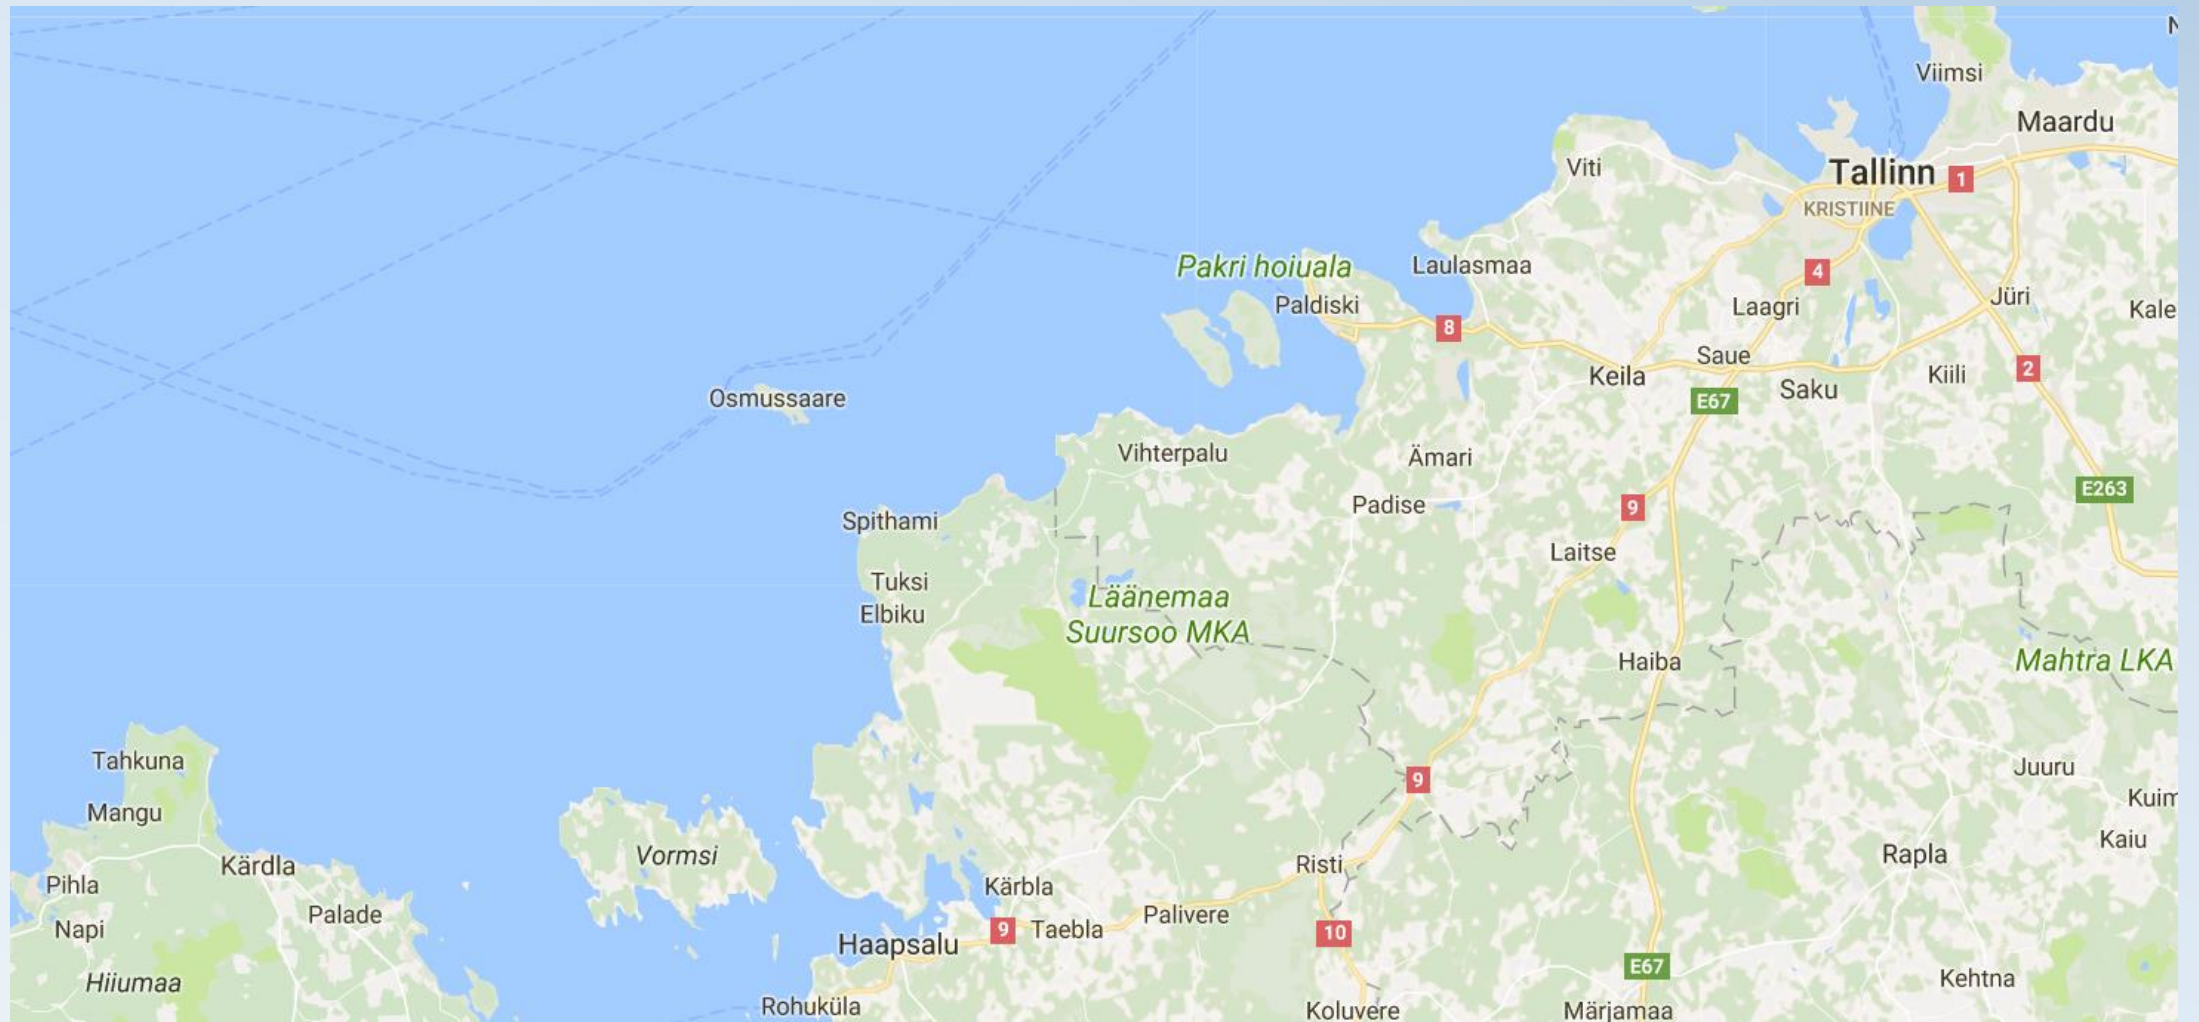 N
Viimsi
Maardu
Viti
Tallinn
1
KRISTIINE
Pakri hoiuala
Laulasmaa
4
Paldiski
Laagri
Jüri
Kale
8
Saue
Keila
Saku
Kiili
2
E67
Osmussaare
Vihterpalu
Ämari
E263
Padise
9
Spithami
Laitse
Tuksi
Elbiku
Läänemaa
Suursoo MKA
Haiba
Mahtra LKA
Tahkuna
Juuru
9
Mangu
Kuim
Kaiu
Vormsi
Rapla
Kärdla
Risti
Pihla
Kärbla
Palade
Palivere
Napi
9
Taebla
10
Haapsalu
E67
Hiiumaa
Kehtna
Rohuküla
Koluvere
Märjamaa